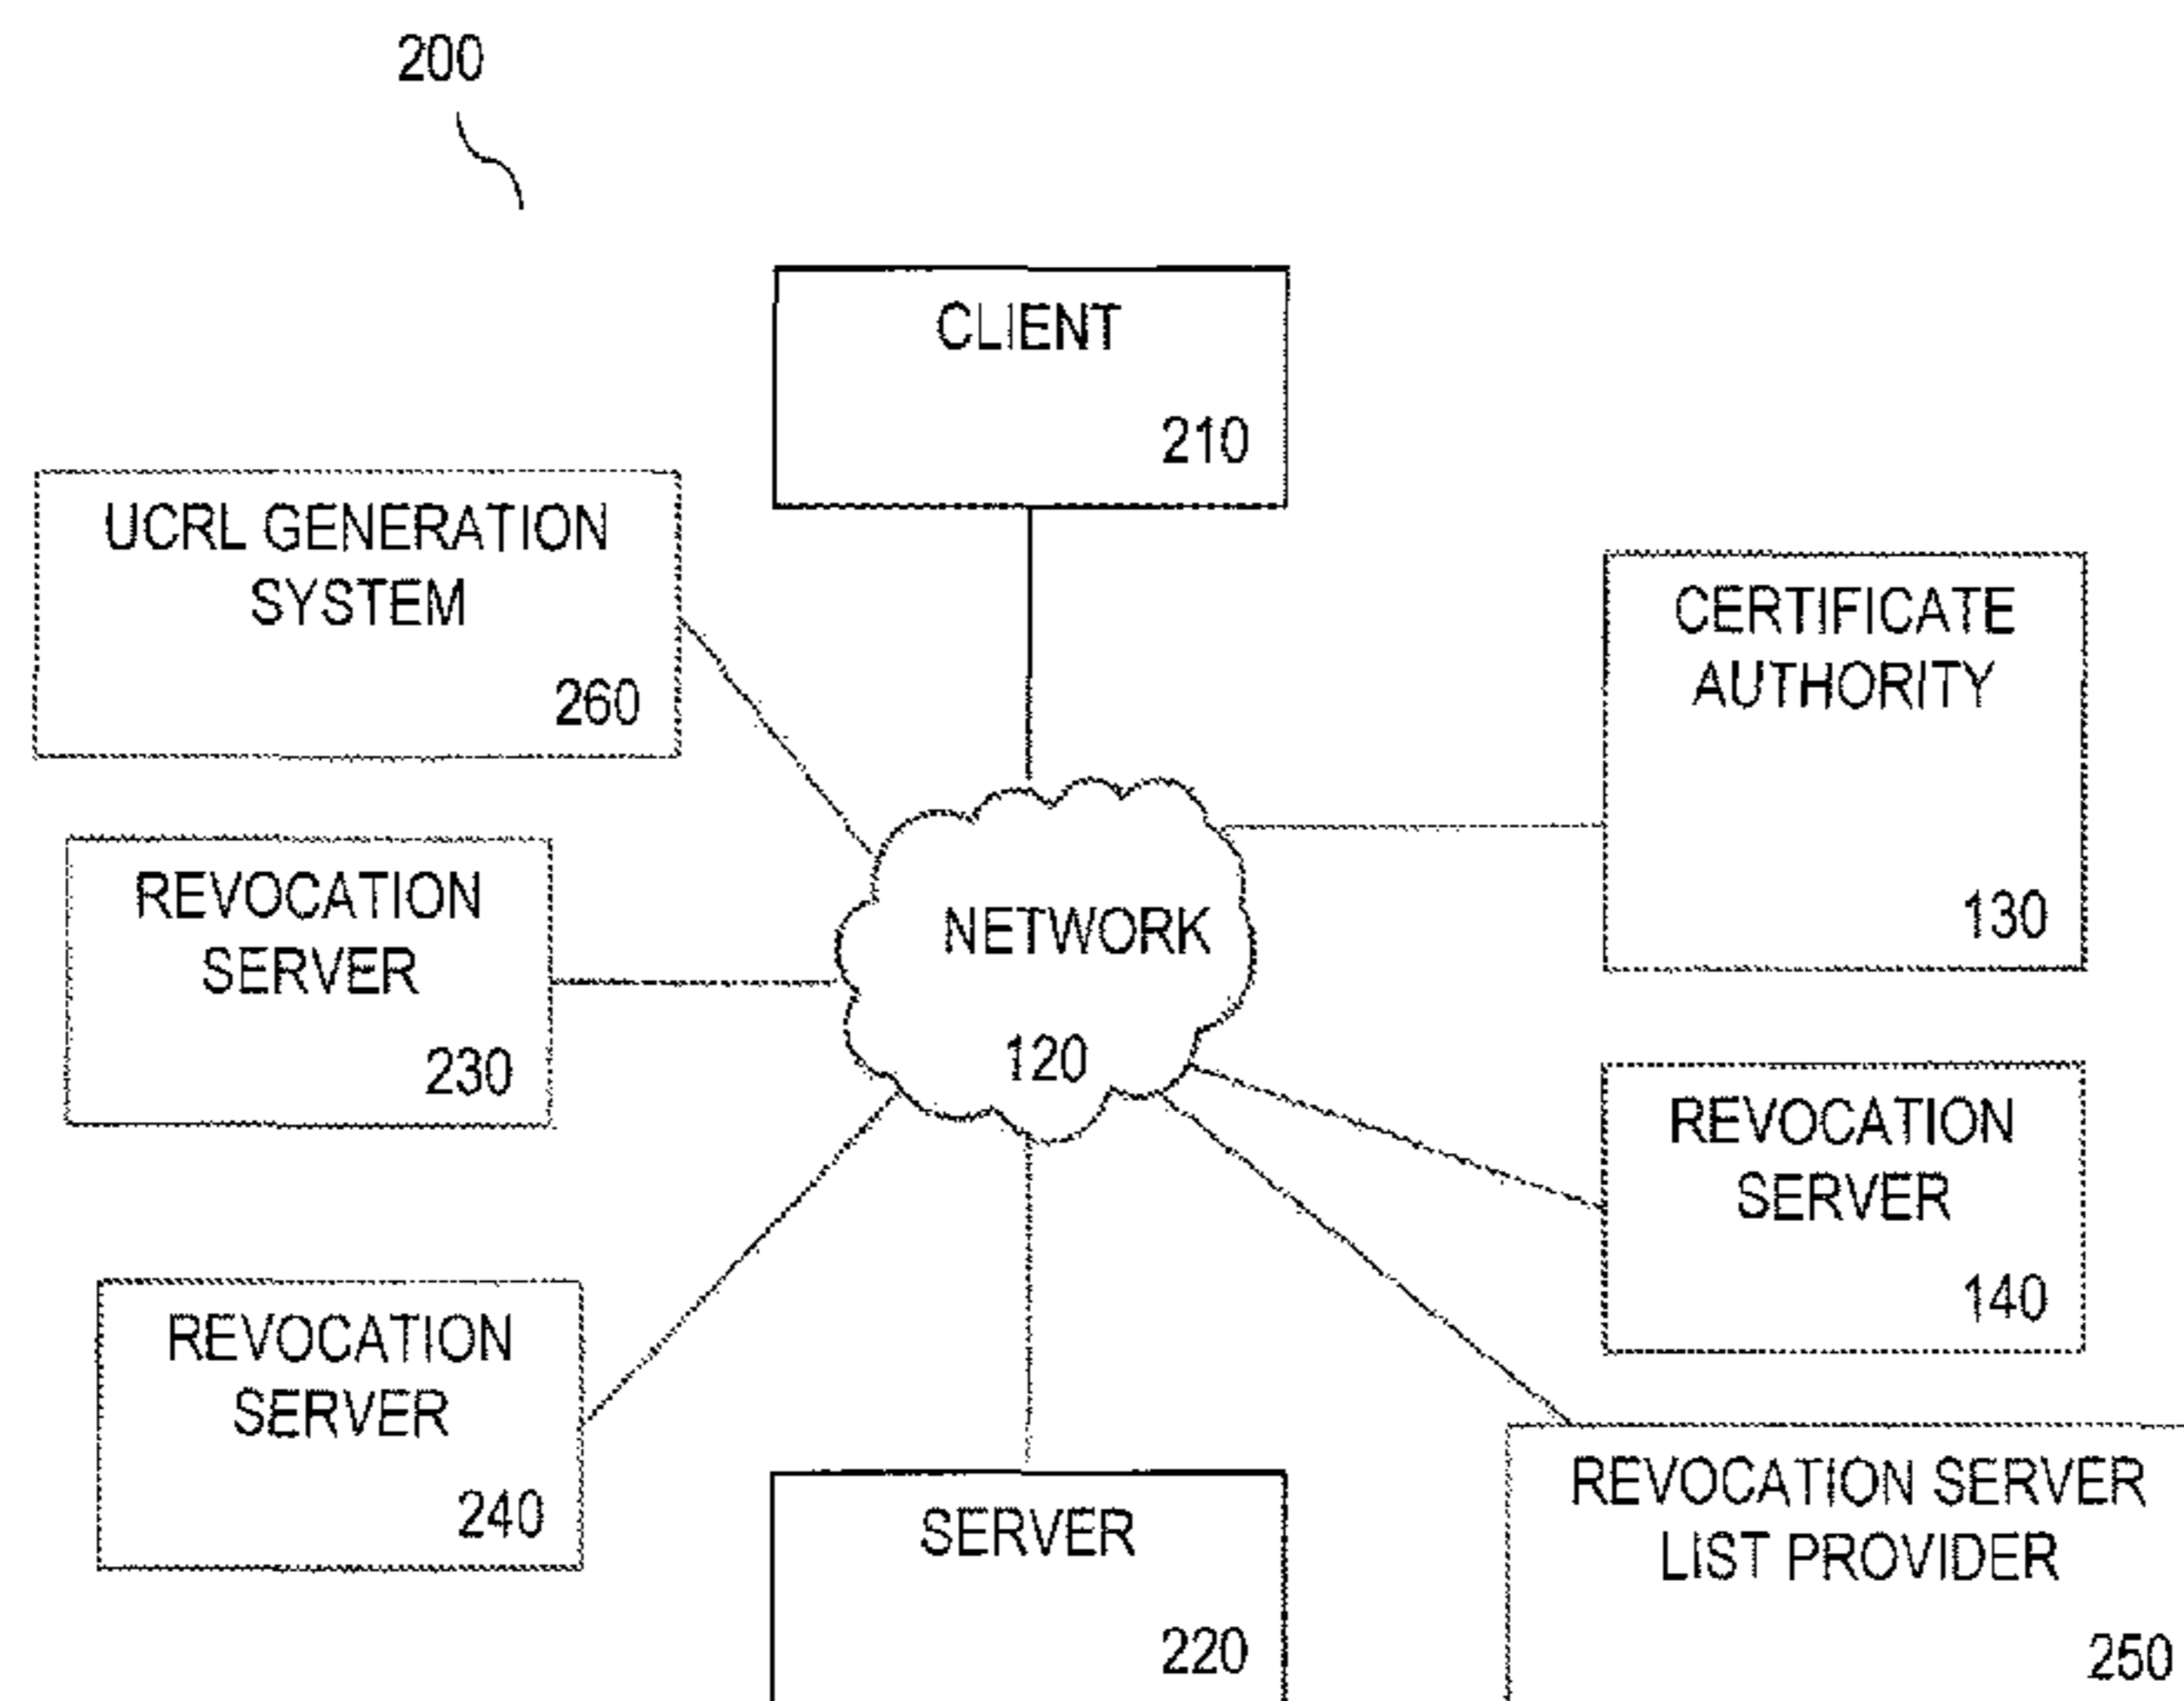 200
CLIENT
210
UCRL GENERATION
SYSTEM
260
CERTIFICATE
AUTHORITY
130
REVOCATION
SERVER
230
NETWORK
120
REVOCATION
SERVER
140
REVOCATION
SERVER
240
SERVER
220
REVOCATION SERVER
LIST PROVIDER
250